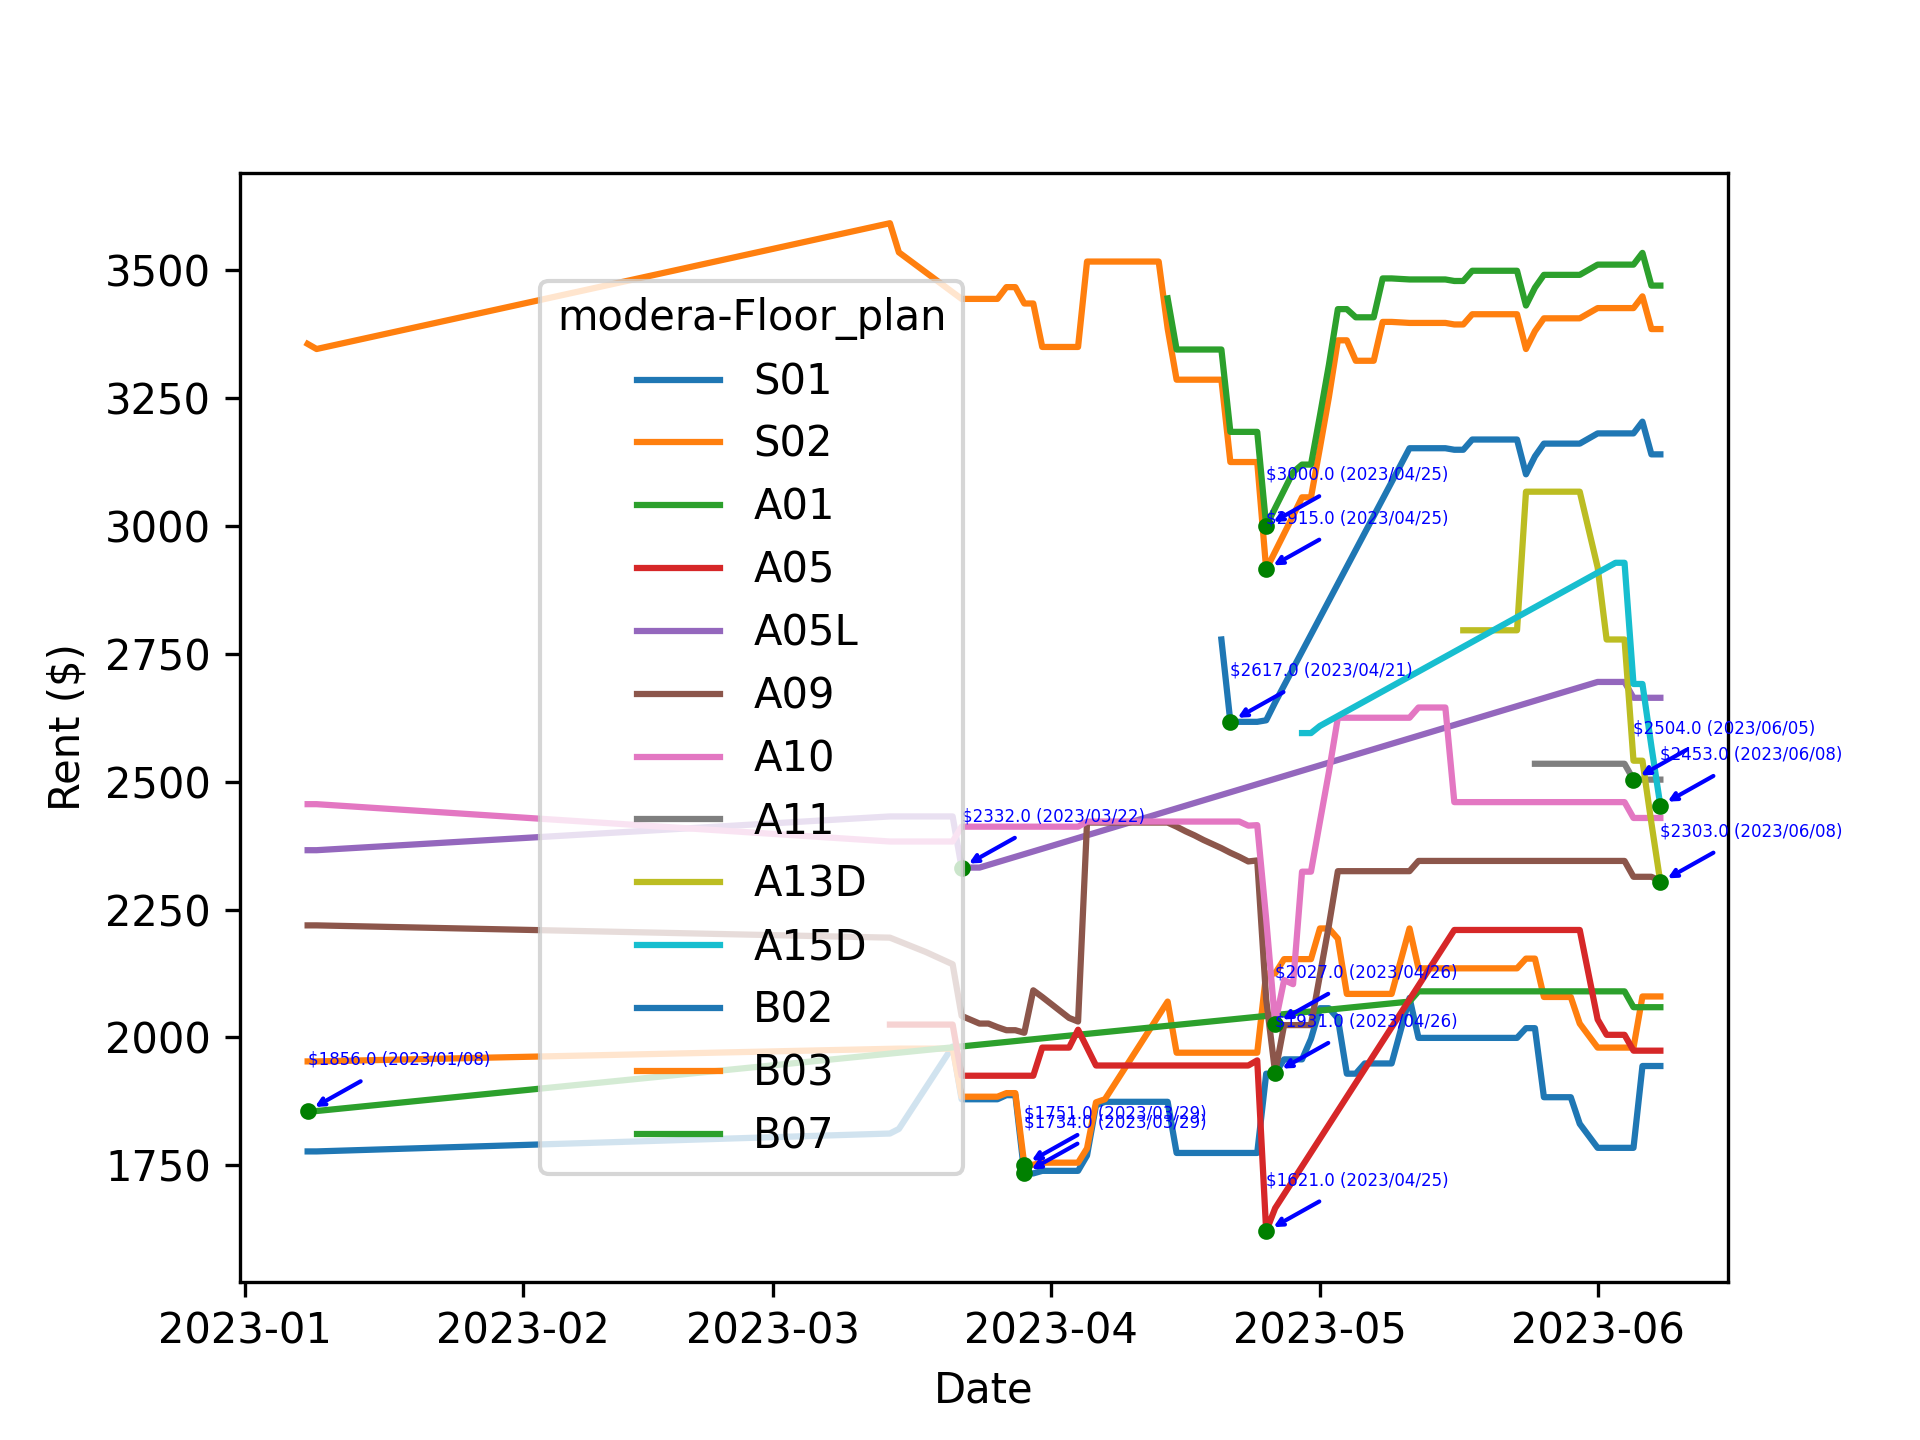 modera-Floor_plan
S01
S02
A01
A05
A05L
A09
A10
A11
A13D
A15D
B02
B03
B07
3500
3250
3000
2750
2500
2250
2000
1750
Rent ($)
$3000.0 (2023/04/25)
$2915.0 (2023/04/25)
$2617.0 (2023/04/21)
$2504.0 (2023/06/05)
$2453.0 (2023/06/08)
$2332.0 (2023/03/22)
$2303.0 (2023/06/08)
$2027.0 (2023/04/26)
$1931.0 (2023/04/26)
$1856.0 (2023/01/08)
$1751.0 (2023/03/29)
$1734.0 (2023/03/29)
$1621.0 (2023/04/25)
2023-01
2023-02
2023-03
2023-04
2023-05
2023-06
Date